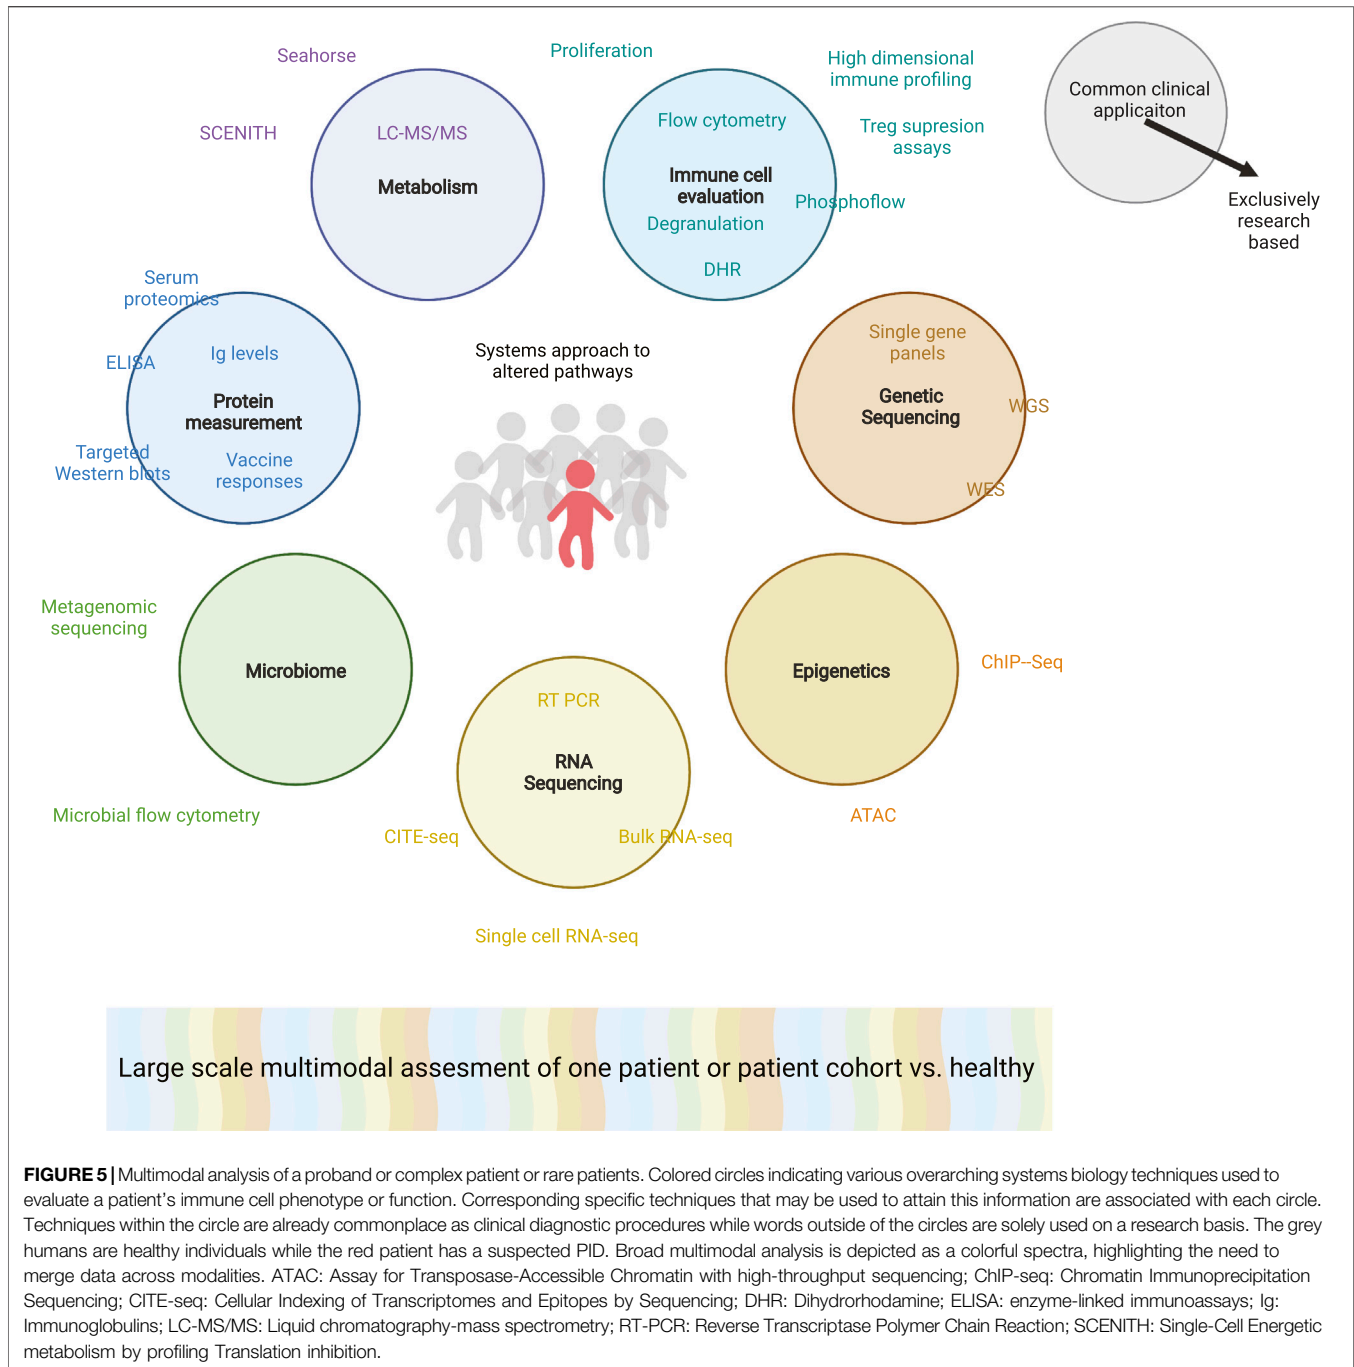 Seahorse
SCENITH
LC-MS/MS
Metabolism
Proliferation
Flow cytometry
Immune cell
evaluation
Degranulation
DHR
Phosphoflow
High dimensional
immune profiling
Treg supresion
assays
Common clinical
applicaiton
Exclusively
research
based
Serum
proteomics
ELISA
Ig levels
Protein
measurement
Targeted
Western blots
Vaccine
responses
Systems approach to
altered pathways
Single gene
panels
Genetic
Sequencing
WGS
WES
Metagenomic
sequencing
Microbiome
Microbial flow cytometry
RT PCR
RNA
Sequencing
CITE-seq
Bulk RNA-seq
Single cell RNA-seq
Epigenetics
ChIP--Seq
ATAC
Large scale multimodal assesment of one patient or patient cohort vs. healthy
FIGURE 5 | Multimodal analysis of a proband or complex patient or rare patients. Colored circles indicating various overarching systems biology techniques used to
evaluate a patient's immune cell phenotype or function. Corresponding specific techniques that may be used to attain this information are associated with each circle.
Techniques within the circle are already commonplace as clinical diagnostic procedures while words outside of the circles are solely used on a research basis. The grey
humans are healthy individuals while the red patient has a suspected PID. Broad multimodal analysis is depicted as a colorful spectra, highlighting the need to
merge data across modalities. ATAC: Assay for Transposase-Accessible Chromatin with high-throughput sequencing; ChIP-seq: Chromatin Immunoprecipitation
Sequencing; CITE-seq: Cellular Indexing of Transcriptomes and Epitopes by Sequencing; DHR: Dihydrorhodamine; ELISA: enzyme-linked immunoassays; Ig:
Immunoglobulins; LC-MS/MS: Liquid chromatography-mass spectrometry; RT-PCR: Reverse Transcriptase Polymer Chain Reaction; SCENITH: Single-Cell Energetic
metabolism by profiling Translation inhibition.